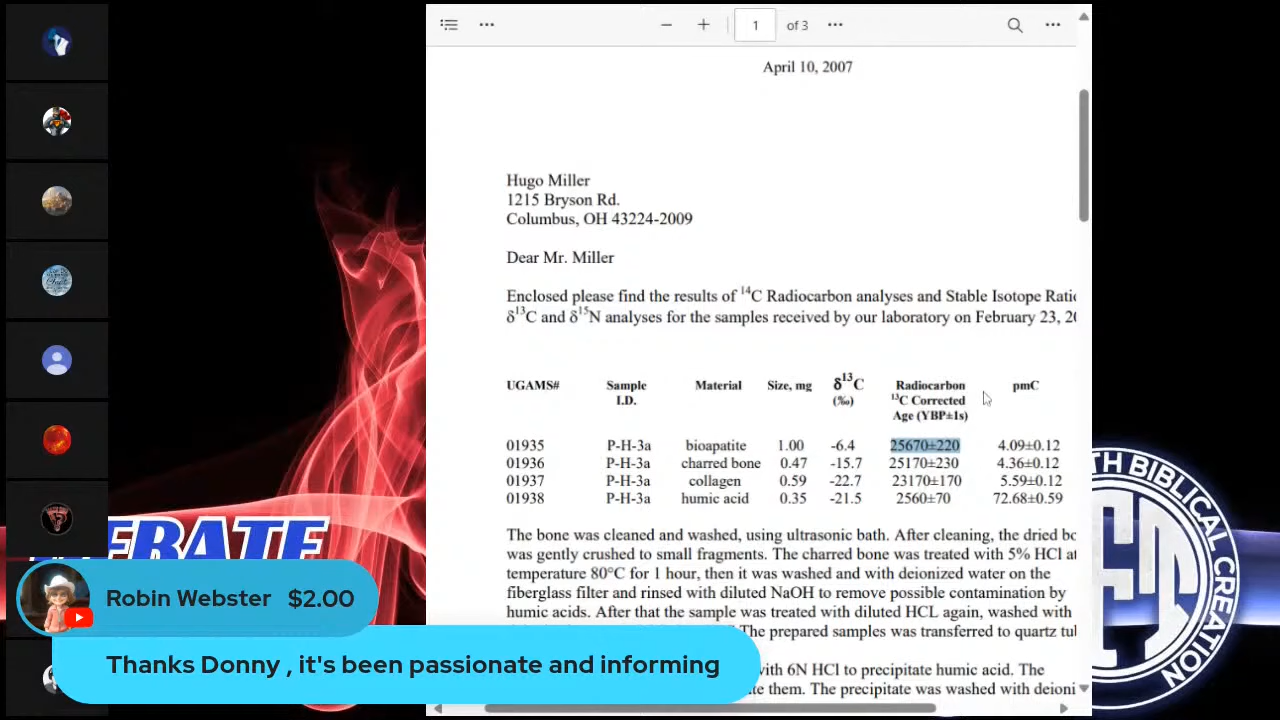 1 of 3
April 10, 2007
Hugo Miller
1215 Bryson Rd.
Columbus, OH 43224-2009
Dear Mr. Miller
Enclosed please find the results of 14C Radiocarbon analyses and Stable Isotope Ratio
δ13C and δ15N analyses for the samples received by our laboratory on February 23, 20
UGAMS# Sample I.D. Material Size, mg δ13C (‰) Radiocarbon 13C Corrected Age (YBP±1s) pmC
01935 P-H-3a bioapatite 1.00 -6.4 25670±220 4.09±0.12
01936 P-H-3a charred bone 0.47 -15.7 25170±230 4.36±0.12
01937 P-H-3a collagen 0.59 -22.7 23170±170 5.59±0.12
01938 P-H-3a humic acid 0.35 -21.5 2560±70 72.68±0.59
The bone was cleaned and washed, using ultrasonic bath. After cleaning, the dried bo
was gently crushed to small fragments. The charred bone was treated with 5% HCl at
temperature 80°C for 1 hour, then it was washed and with deionized water on the
fiberglass filter and rinsed with diluted NaOH to remove possible contamination by
humic acids. After that the sample was treated with diluted HCL again, washed with
The prepared samples was transferred to quartz tu
with 6N HCl to precipitate humic acid. The
them. The precipitate was washed with deioni
EBATE
TH BIBLICAL CREATION
Robin Webster $2.00
Thanks Donny , it's been passionate and informing